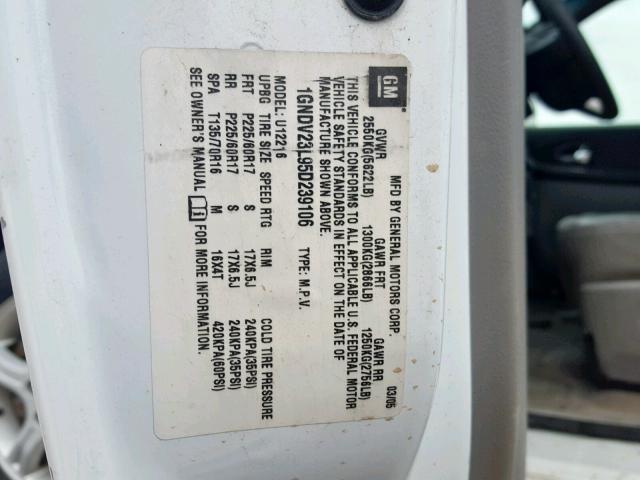 GM
MFD BY GENERAL MOTORS CORP. 03/05
GVWR GAWR FRT GAWR RR
2550KG(5622LB) 1300KG(2866LB) 1250KG(2756LB)
THIS VEHICLE CONFORMS TO ALL APPLICABLE U.S. FEDERAL MOTOR
VEHICLE SAFETY STANDARDS IN EFFECT ON THE DATE OF
MANUFACTURE SHOWN ABOVE.
1GNDV23L95D239106 TYPE: M.P.V.
MODEL: U12216
UPBG TIRE SIZE SPEED RTG RIM COLD TIRE PRESSURE
FRT P225/60R17 S 17X6.5J 240KPA(35PSI)
RR P225/60R17 S 17X6.5J 240KPA(35PSI)
SPA T135/70R16 M 16X4T 420KPA(60PSI)
SEE OWNER'S MANUAL i FOR MORE INFORMATION.